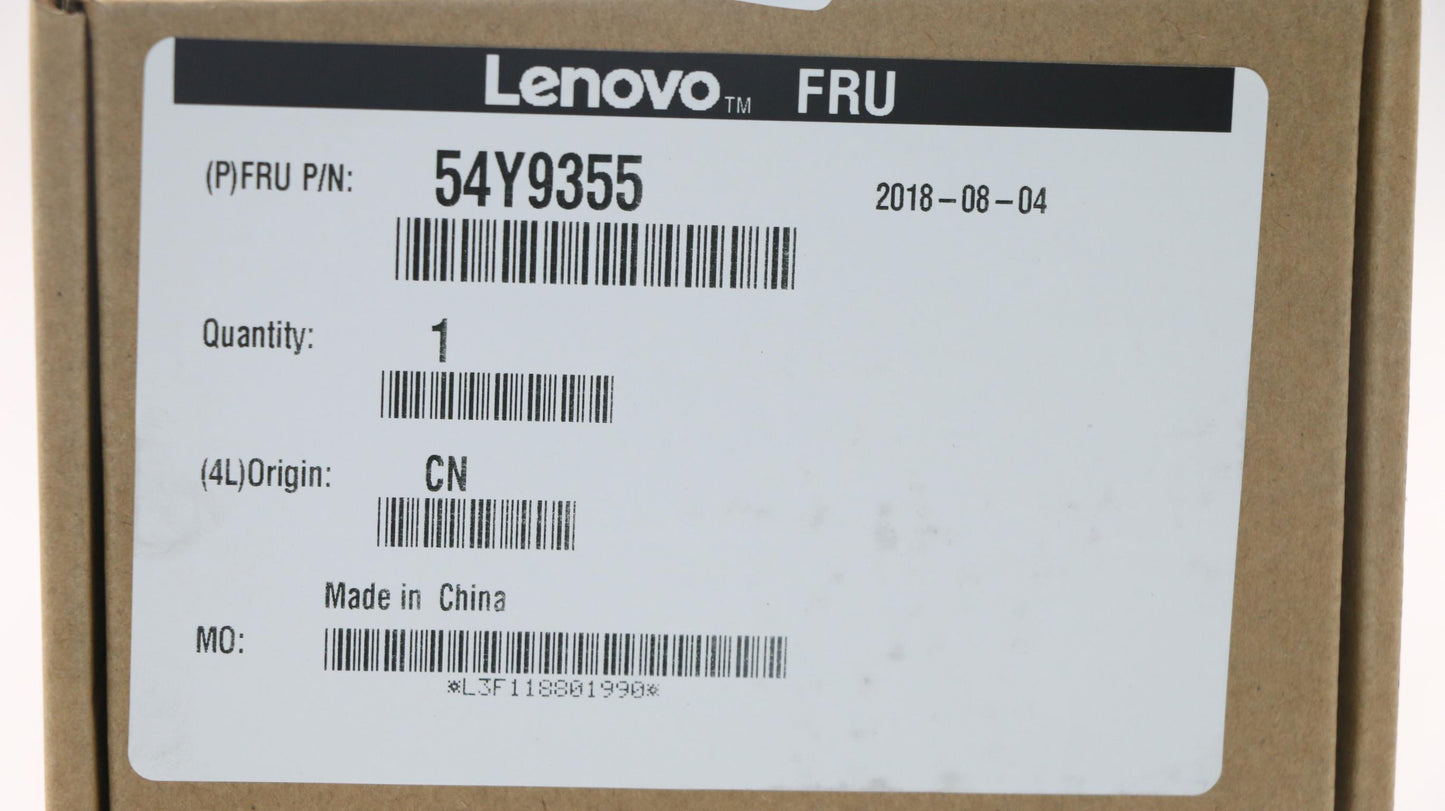 Lenovo™ FRU
(P)FRU P/N: 54Y9355 2018-08-04
Quantity: 1
(4L)Origin: CN
Made in China
MO:
*L3F118801990*